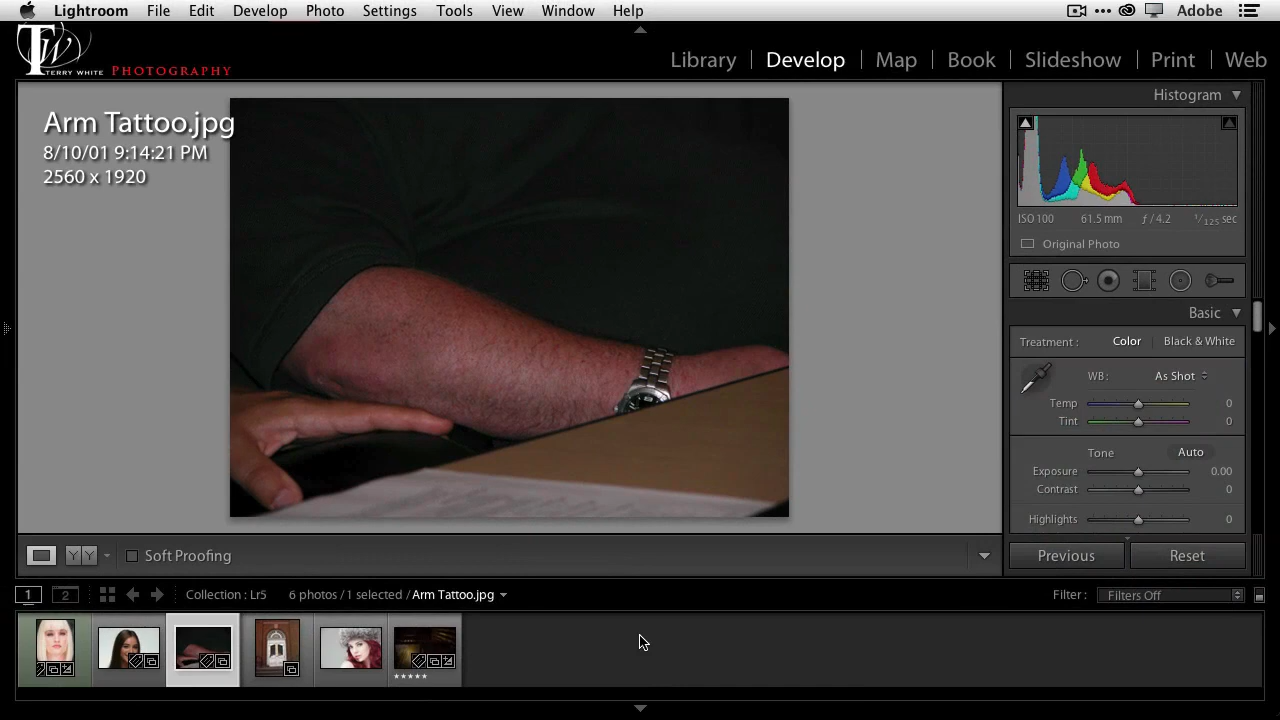 Lightroom File Edit Develop Photo Settings Tools View Window Help Adobe
TW
TERRY WHITE PHOTOGRAPHY
Library Develop Map Book Slideshow Print Web
Arm Tattoo.jpg
8/10/01 9:14:21 PM
2560 x 1920
Histogram
ISO 100 61.5 mm ƒ / 4.2 1/125 sec
Original Photo
Basic
Treatment : Color Black & White
WB: As Shot
Temp 0
Tint 0
Tone Auto
Exposure 0.00
Contrast 0
Highlights 0
Previous Reset
YY Soft Proofing
1 2 Collection : Lr5 6 photos / 1 selected / Arm Tattoo.jpg Filter : Filters Off